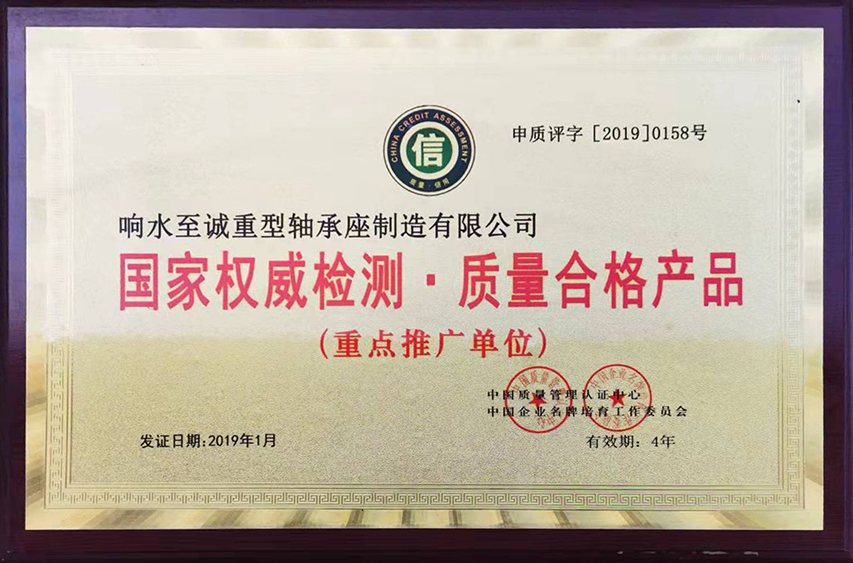 CHINA CREDIT ASSESSMENT
信
质量·信用
申质评字［2019］0158号
响水至诚重型轴承座制造有限公司
国家权威检测·质量合格产品
（重点推广单位）
中国质量管理认证中心
中国企业名牌培育工作委员会
发证日期:2019年1月
有效期：4年